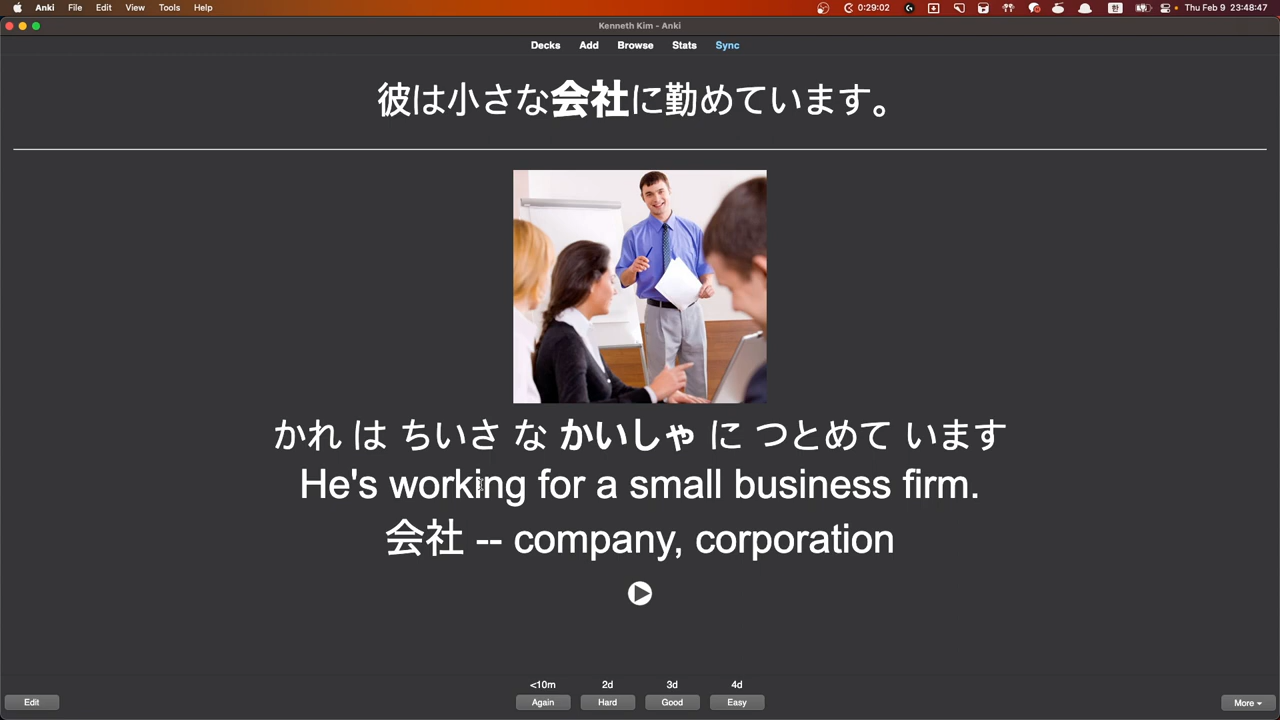 Anki File Edit View Tools Help 0:29:02 한 Thu Feb 9 23:48:47
Kenneth Kim - Anki
Decks Add Browse Stats Sync
彼は小さな会社に勤めています。
かれ は ちいさ な かいしゃ に つとめて います
He's working for a small business firm.
会社 -- company, corporation
<10m 2d 3d 4d
Edit Again Hard Good Easy More